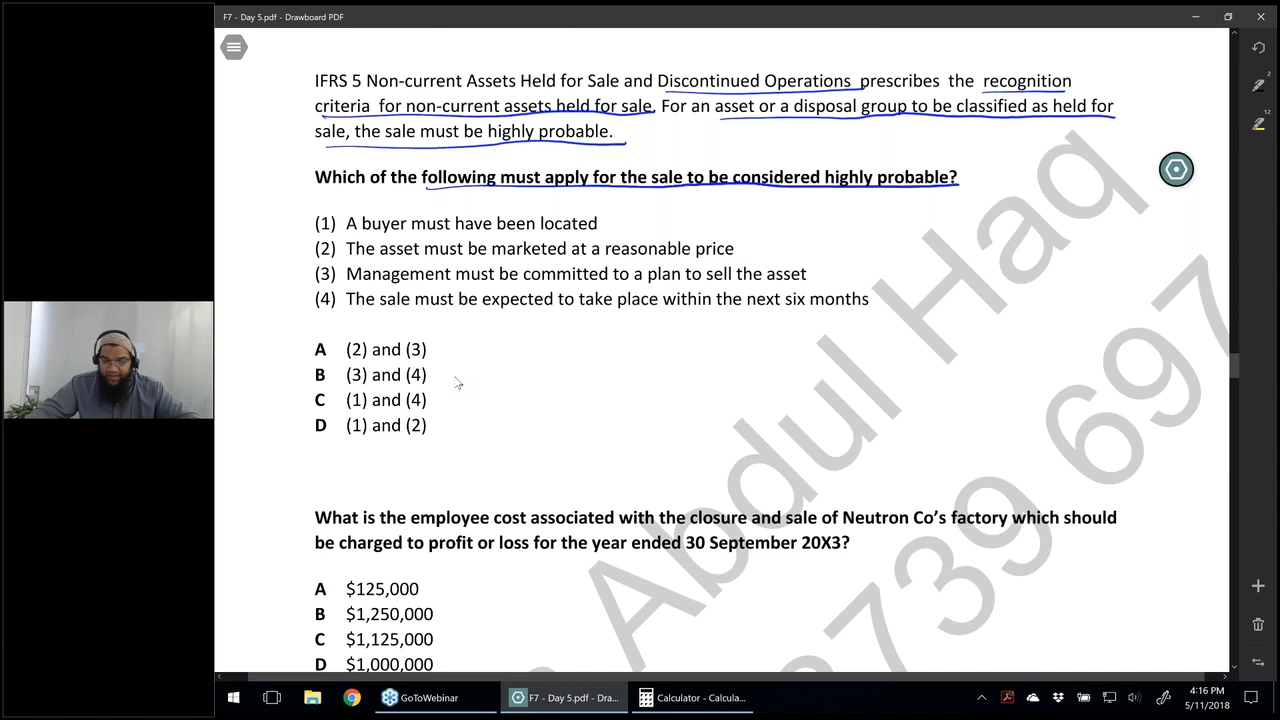 F7 - Day 5.pdf - Drawboard PDF
IFRS 5 Non-current Assets Held for Sale and Discontinued Operations prescribes the recognition
criteria for non-current assets held for sale. For an asset or a disposal group to be classified as held for
sale, the sale must be highly probable.
Which of the following must apply for the sale to be considered highly probable?
(1) A buyer must have been located
(2) The asset must be marketed at a reasonable price
(3) Management must be committed to a plan to sell the asset
(4) The sale must be expected to take place within the next six months
A (2) and (3)
B (3) and (4)
C (1) and (4)
D (1) and (2)
What is the employee cost associated with the closure and sale of Neutron Co’s factory which should
be charged to profit or loss for the year ended 30 September 20X3?
A $125,000
B $1,250,000
C $1,125,000
D $1,000,000
Abdul Haq
739 697
2
12
GoToWebinar
F7 - Day 5.pdf - Dra...
Calculator - Calcula...
4:16 PM
5/11/2018